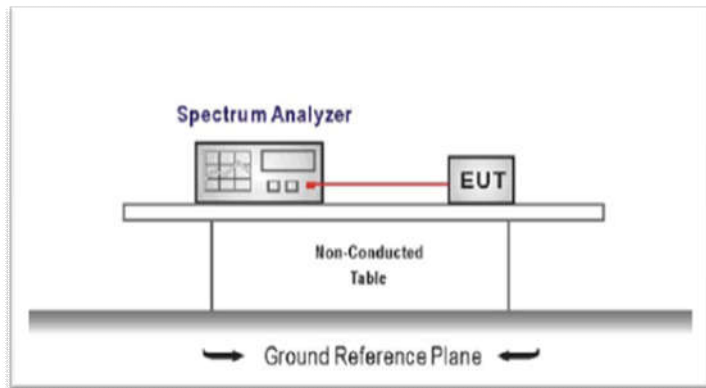 Spectrum Analyzer
EUT
Non-Conducted
Table
Ground Reference Plane